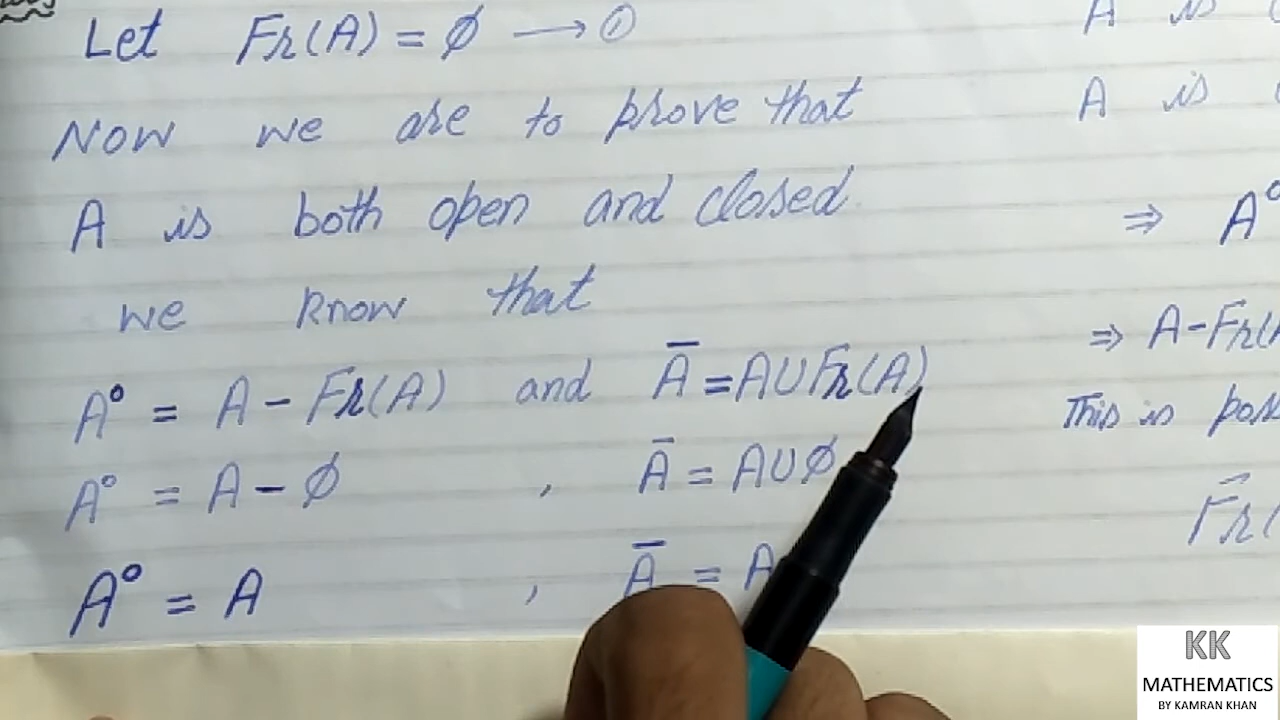 Let Fr(A) = ∅ ⟶ ①
Now we are to prove that
A is both open and closed.
we know that
A° = A - Fr(A) and Ā = A∪Fr(A)
A° = A - ∅ , Ā = A∪∅
A° = A , Ā = A
A is
A is
⇒ A°
⇒ A-Fr(A
This is
Fr(
KK
MATHEMATICS
BY KAMRAN KHAN